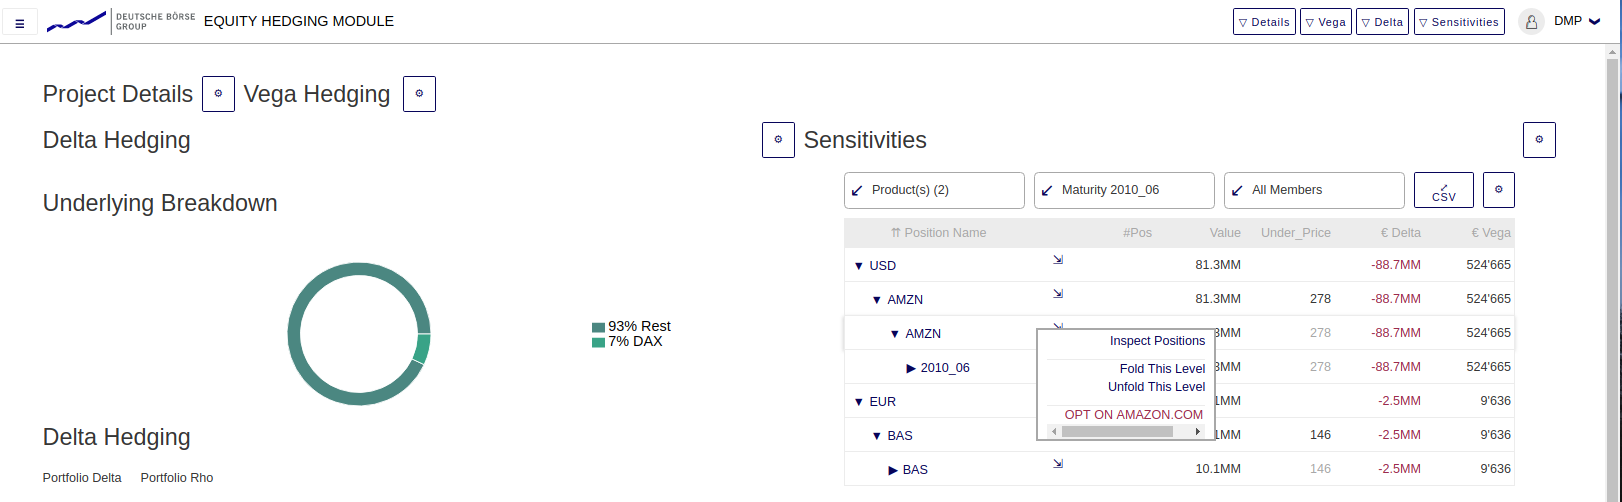 DEUTSCHE BÖRSE
GROUP
EQUITY HEDGING MODULE
▽ Details
▽ Vega
▽ Delta
▽ Sensitivities
DMP
Project Details
Vega Hedging
Delta Hedging
Sensitivities
Product(s) (2)
Maturity 2010_06
All Members
CSV
Underlying Breakdown
93% Rest
7% DAX
Delta Hedging
Portfolio Delta Portfolio Rho
⇈ Position Name #Pos Value Under_Price € Delta € Vega
▼ USD 81.3MM -88.7MM 524'665
▼ AMZN 81.3MM 278 -88.7MM 524'665
▼ AMZN 3MM 278 -88.7MM 524'665
▶ 2010_06 3MM 278 -88.7MM 524'665
▼ EUR 1MM -2.5MM 9'636
▼ BAS 1MM 146 -2.5MM 9'636
▶ BAS 10.1MM 146 -2.5MM 9'636
Inspect Positions
Fold This Level
Unfold This Level
OPT ON AMAZON.COM